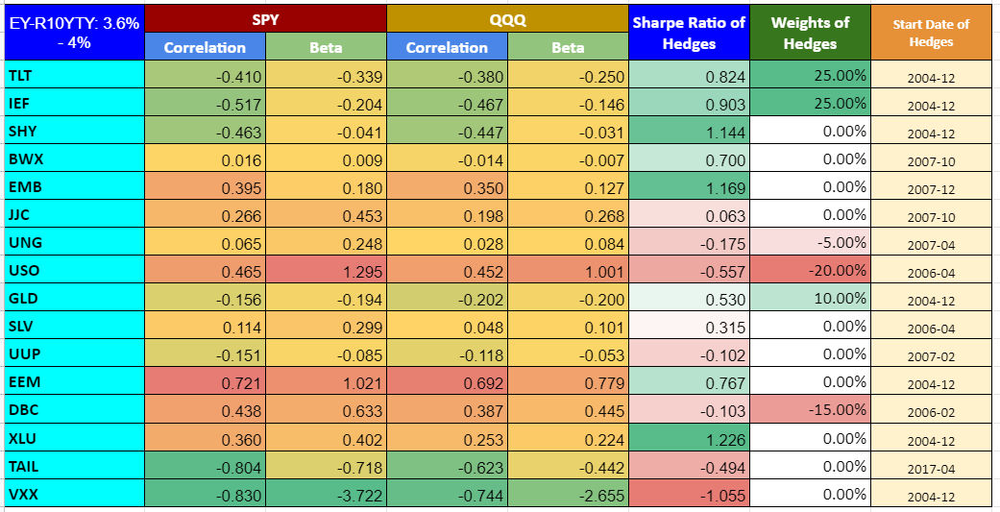 EY-R10YTY: 3.6% - 4% SPY QQQ Sharpe Ratio of Hedges Weights of Hedges Start Date of Hedges
Correlation Beta Correlation Beta
TLT -0.410 -0.339 -0.380 -0.250 0.824 25.00% 2004-12
IEF -0.517 -0.204 -0.467 -0.146 0.903 25.00% 2004-12
SHY -0.463 -0.041 -0.447 -0.031 1.144 0.00% 2004-12
BWX 0.016 0.009 -0.014 -0.007 0.700 0.00% 2007-10
EMB 0.395 0.180 0.350 0.127 1.169 0.00% 2007-12
JJC 0.266 0.453 0.198 0.268 0.063 0.00% 2007-10
UNG 0.065 0.248 0.028 0.084 -0.175 -5.00% 2007-04
USO 0.465 1.295 0.452 1.001 -0.557 -20.00% 2006-04
GLD -0.156 -0.194 -0.202 -0.200 0.530 10.00% 2004-12
SLV 0.114 0.299 0.048 0.101 0.315 0.00% 2006-04
UUP -0.151 -0.085 -0.118 -0.053 -0.102 0.00% 2007-02
EEM 0.721 1.021 0.692 0.779 0.767 0.00% 2004-12
DBC 0.438 0.633 0.387 0.445 -0.103 -15.00% 2006-02
XLU 0.360 0.402 0.253 0.224 1.226 0.00% 2004-12
TAIL -0.804 -0.718 -0.623 -0.442 -0.494 0.00% 2017-04
VXX -0.830 -3.722 -0.744 -2.655 -1.055 0.00% 2004-12